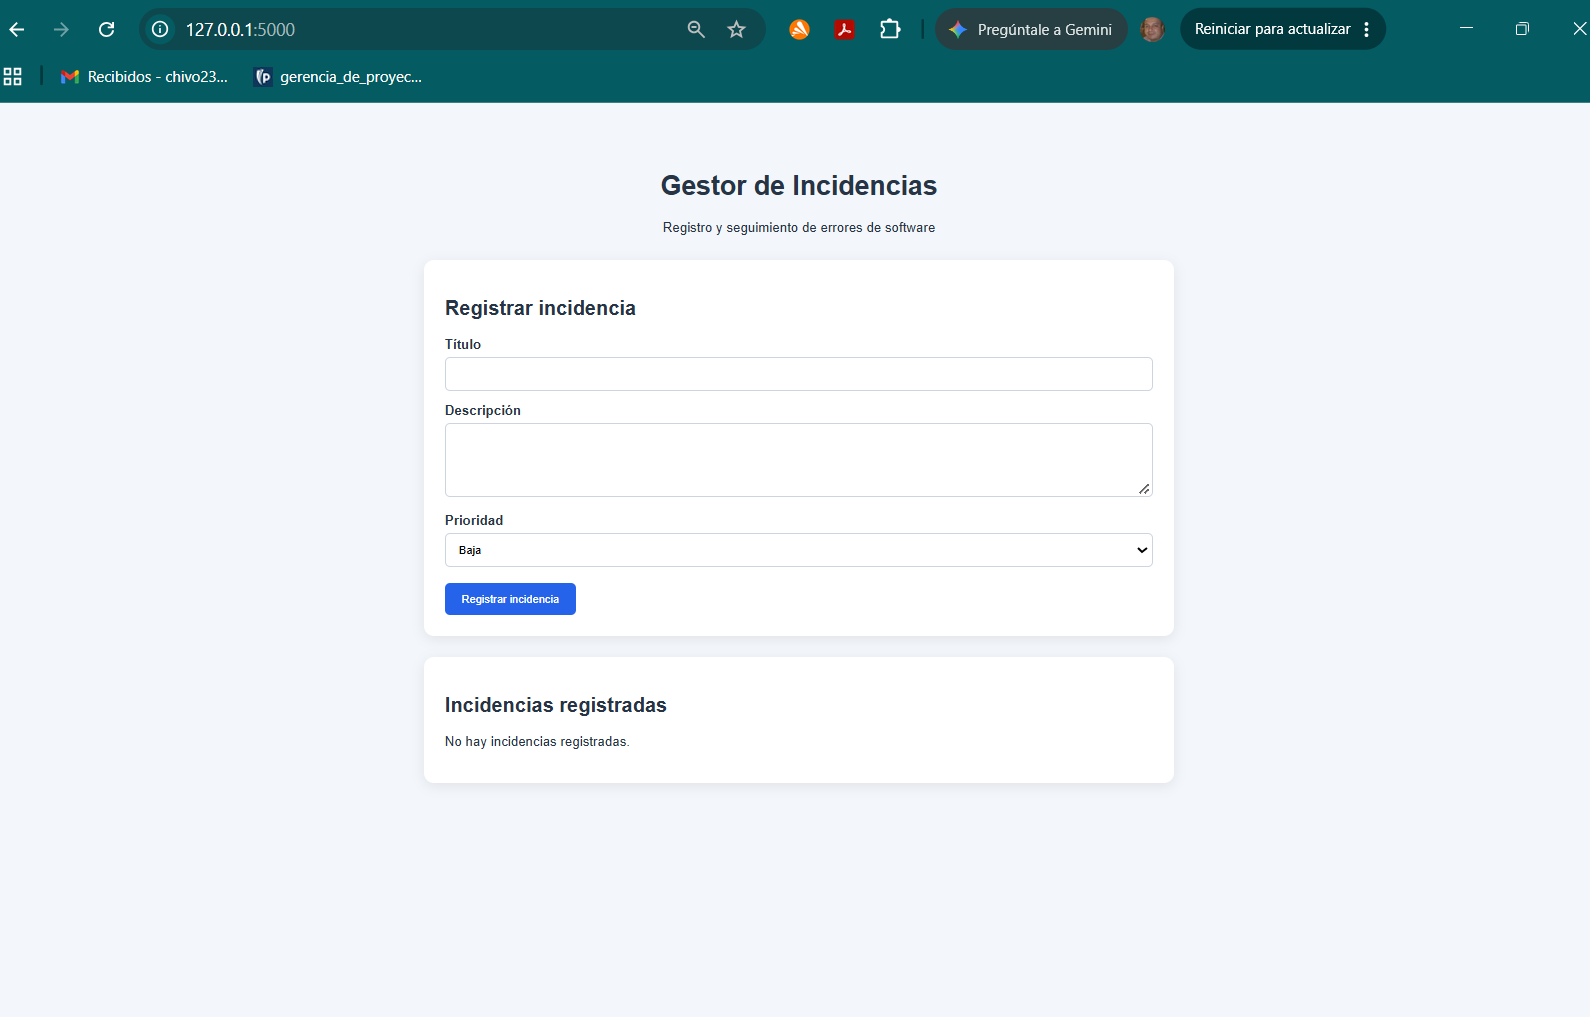 127.0.0.1:5000
Pregúntale a Gemini
Reiniciar para actualizar
Recibidos - chivo23...
gerencia_de_proyec...
Gestor de Incidencias
Registro y seguimiento de errores de software
Registrar incidencia
Título
Descripción
Prioridad
Baja
Registrar incidencia
Incidencias registradas
No hay incidencias registradas.